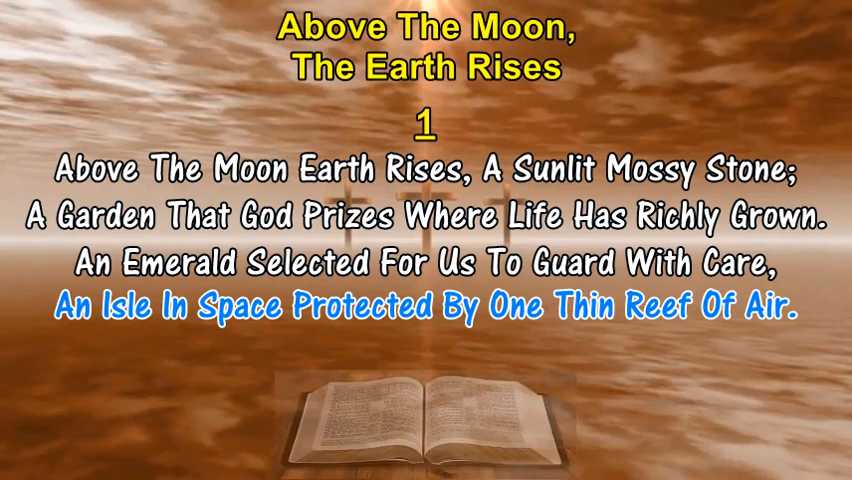 Above The Moon,
The Earth Rises
1
Above The Moon Earth Rises, A Sunlit Mossy Stone;
A Garden That God Prizes Where Life Has Richly Grown.
An Emerald Selected For Us To Guard With Care,
An Isle In Space Protected By One Thin Reef Of Air.